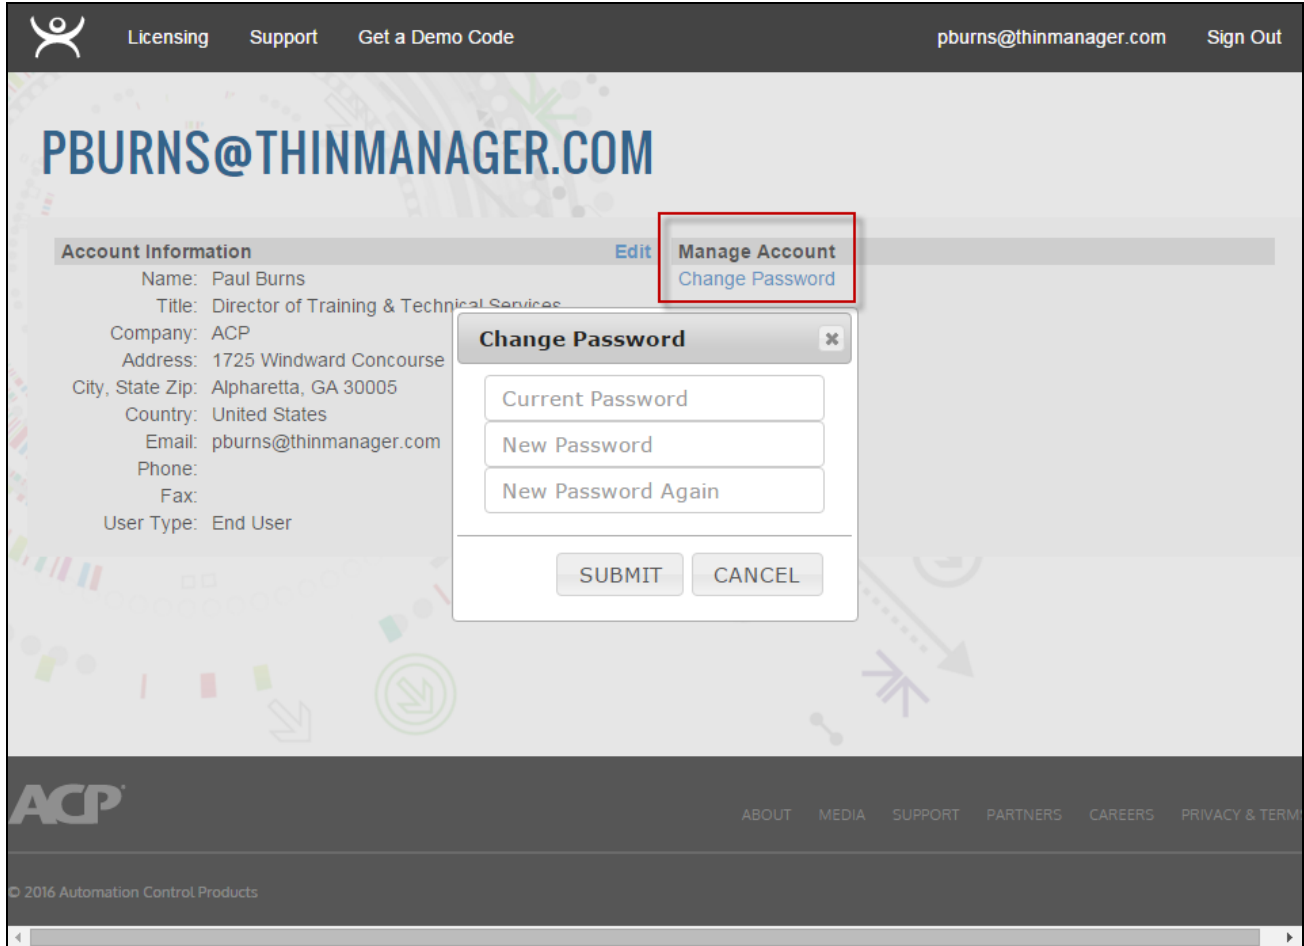 Licensing Support Get a Demo Code pburns@thinmanager.com Sign Out
PBURNS@THINMANAGER.COM
Account Information Edit Manage Account
Name: Paul Burns Change Password
Title: Director of Training & Technical Services
Company: ACP
Address: 1725 Windward Concourse
City, State Zip: Alpharetta, GA 30005
Country: United States
Email: pburns@thinmanager.com
Phone:
Fax:
User Type: End User
Change Password
Current Password
New Password
New Password Again
SUBMIT CANCEL
ACP
ABOUT MEDIA SUPPORT PARTNERS CAREERS PRIVACY & TERMS
© 2016 Automation Control Products